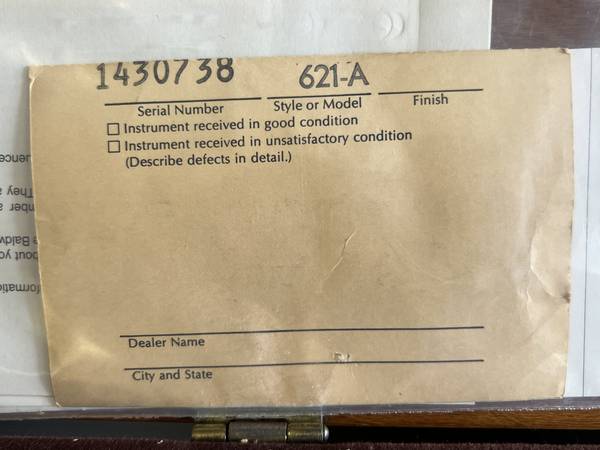 1430738 621-A
Serial Number Style or Model Finish
☐ Instrument received in good condition
☐ Instrument received in unsatisfactory condition
(Describe defects in detail.)
Dealer Name
City and State